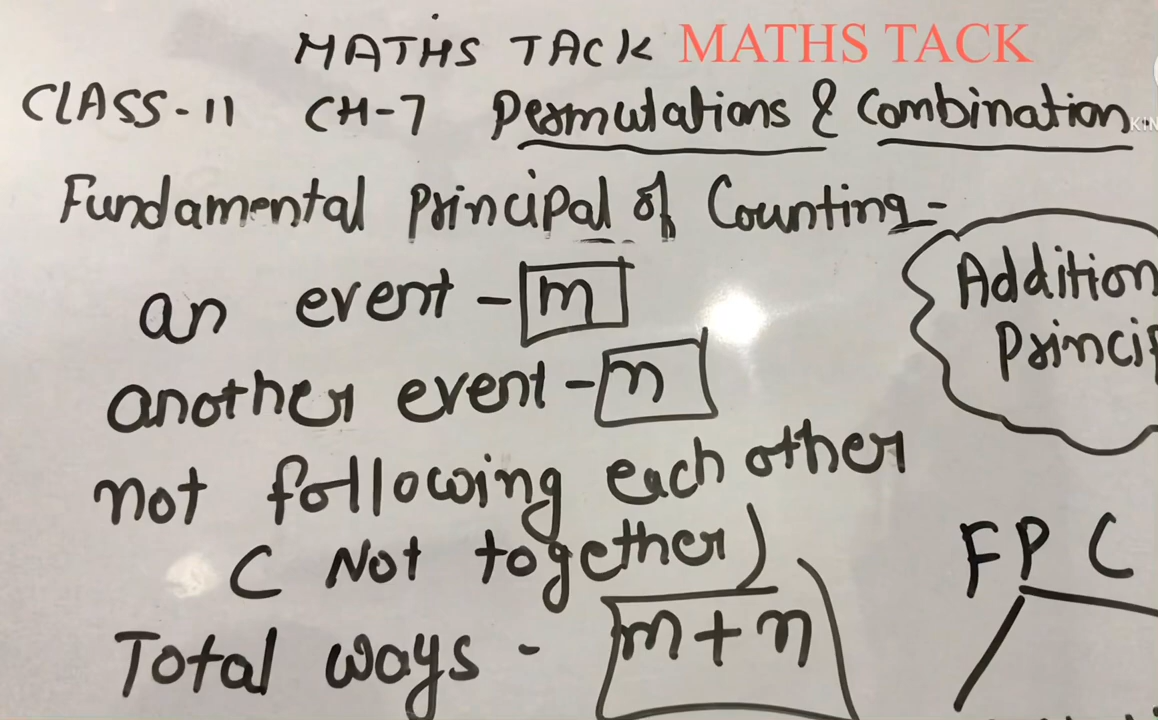 MATHS TACK MATHS TACK
CLASS-11 CH-7 Permutations & Combination
KIN
Fundamental Principal of Counting-
an event - m
Addition
Princip
another event - n
not following each other
( Not together)
FPC
Total ways - m+n